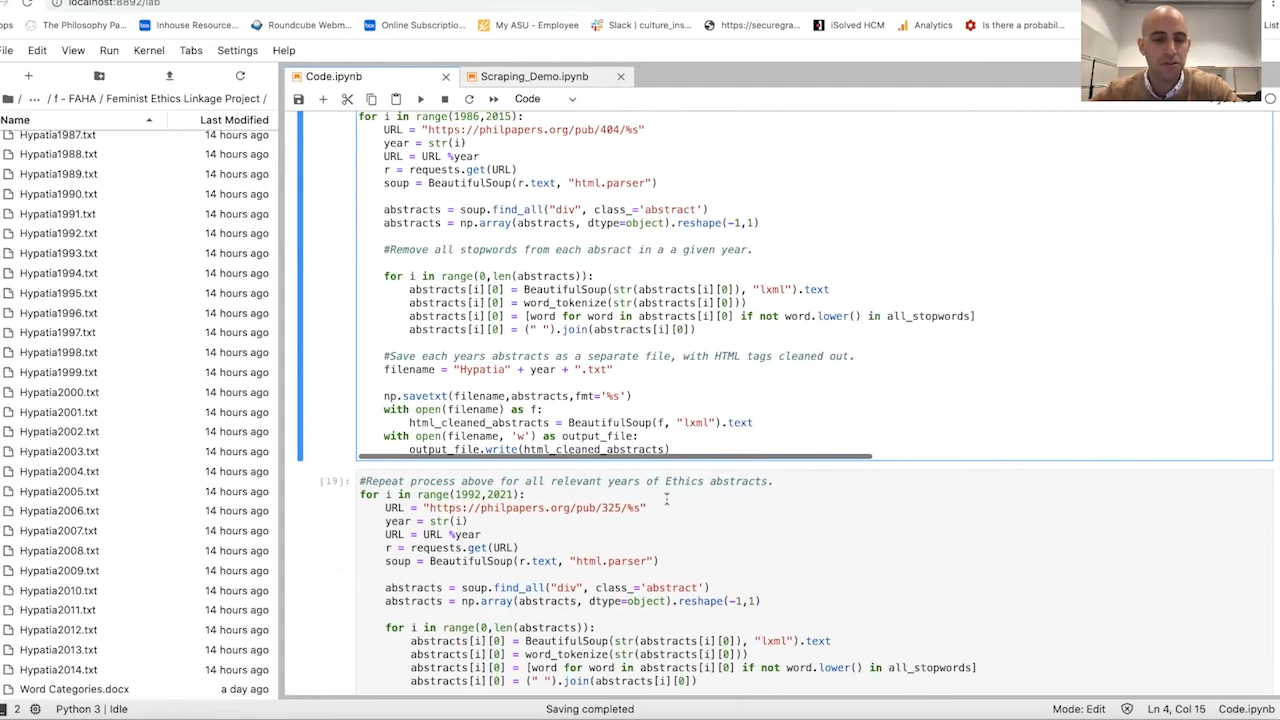 localhost:8892/lab
The Philosophy Pa...
Inhouse Resource...
Roundcube Webm...
Online Subscriptio...
My ASU - Employee
Slack | culture_ins...
https://securegra...
iSolved HCM
Analytics
Is there a probabil...
List
File Edit View Run Kernel Tabs Settings Help
Code.ipynb
Scraping_Demo.ipynb
Code
/ ... / f - FAHA / Feminist Ethics Linkage Project /
Name Last Modified
Hypatia1987.txt 14 hours ago
Hypatia1988.txt 14 hours ago
Hypatia1989.txt 14 hours ago
Hypatia1990.txt 14 hours ago
Hypatia1991.txt 14 hours ago
Hypatia1992.txt 14 hours ago
Hypatia1993.txt 14 hours ago
Hypatia1994.txt 14 hours ago
Hypatia1995.txt 14 hours ago
Hypatia1996.txt 14 hours ago
Hypatia1997.txt 14 hours ago
Hypatia1998.txt 14 hours ago
Hypatia1999.txt 14 hours ago
Hypatia2000.txt 14 hours ago
Hypatia2001.txt 14 hours ago
Hypatia2002.txt 14 hours ago
Hypatia2003.txt 14 hours ago
Hypatia2004.txt 14 hours ago
Hypatia2005.txt 14 hours ago
Hypatia2006.txt 14 hours ago
Hypatia2007.txt 14 hours ago
Hypatia2008.txt 14 hours ago
Hypatia2009.txt 14 hours ago
Hypatia2010.txt 14 hours ago
Hypatia2011.txt 14 hours ago
Hypatia2012.txt 14 hours ago
Hypatia2013.txt 14 hours ago
Hypatia2014.txt 14 hours ago
Word Categories.docx a day ago
for i in range(1986,2015):
URL = "https://philpapers.org/pub/404/%s"
year = str(i)
URL = URL %year
r = requests.get(URL)
soup = BeautifulSoup(r.text, "html.parser")
abstracts = soup.find_all("div", class_='abstract')
abstracts = np.array(abstracts, dtype=object).reshape(-1,1)
#Remove all stopwords from each absract in a a given year.
for i in range(0,len(abstracts)):
abstracts[i][0] = BeautifulSoup(str(abstracts[i][0]), "lxml").text
abstracts[i][0] = word_tokenize(str(abstracts[i][0]))
abstracts[i][0] = [word for word in abstracts[i][0] if not word.lower() in all_stopwords]
abstracts[i][0] = (" ").join(abstracts[i][0])
#Save each years abstracts as a separate file, with HTML tags cleaned out.
filename = "Hypatia" + year + ".txt"
np.savetxt(filename,abstracts,fmt='%s')
with open(filename) as f:
html_cleaned_abstracts = BeautifulSoup(f, "lxml").text
with open(filename, 'w') as output_file:
output_file.write(html_cleaned_abstracts)
[19]:
#Repeat process above for all relevant years of Ethics abstracts.
for i in range(1992,2021):
URL = "https://philpapers.org/pub/325/%s"
year = str(i)
URL = URL %year
r = requests.get(URL)
soup = BeautifulSoup(r.text, "html.parser")
abstracts = soup.find_all("div", class_='abstract')
abstracts = np.array(abstracts, dtype=object).reshape(-1,1)
for i in range(0,len(abstracts)):
abstracts[i][0] = BeautifulSoup(str(abstracts[i][0]), "lxml").text
abstracts[i][0] = word_tokenize(str(abstracts[i][0]))
abstracts[i][0] = [word for word in abstracts[i][0] if not word.lower() in all_stopwords]
abstracts[i][0] = (" ").join(abstracts[i][0])
2 Python 3 | Idle Saving completed Mode: Edit Ln 4, Col 15 Code.ipynb